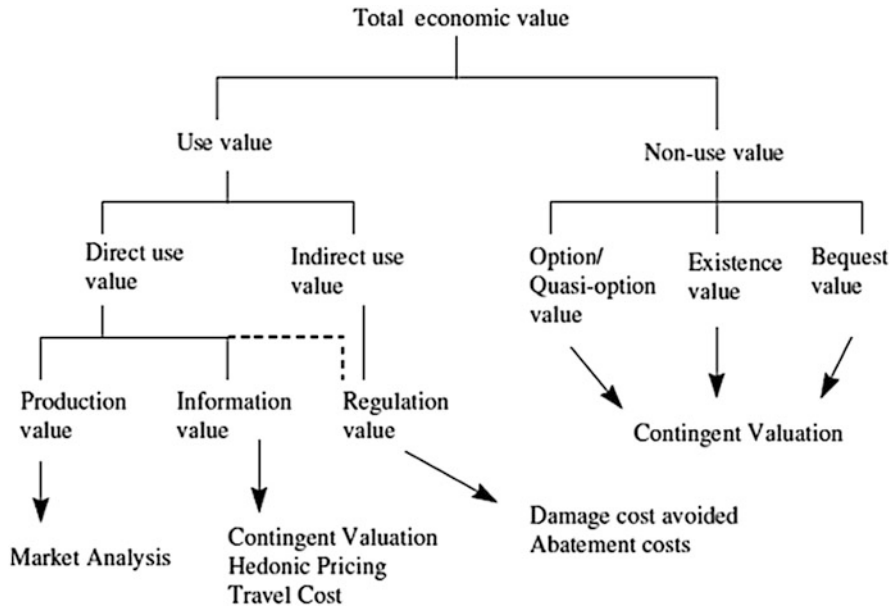 Total economic value
Use value
Non-use value
Direct use
value
Indirect use
value
Option/
Quasi-option
value
Existence
value
Bequest
value
Production
value
Information
value
Regulation
value
Contingent Valuation
Market Analysis
Contingent Valuation
Hedonic Pricing
Travel Cost
Damage cost avoided
Abatement costs